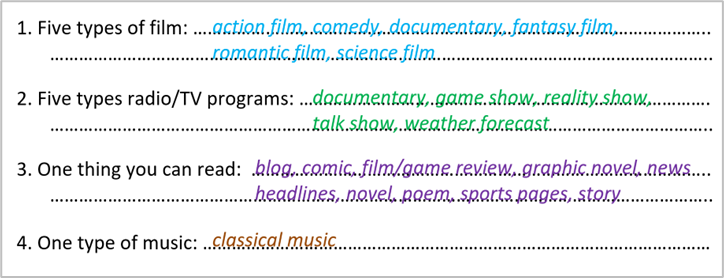 1. Five types of film: action film, comedy, documentary, fantasy film,
romantic film, science film
2. Five types radio/TV programs: documentary, game show, reality show,
talk show, weather forecast
3. One thing you can read: blog, comic, film/game review, graphic novel, news
headlines, novel, poem, sports pages, story
4. One type of music: classical music